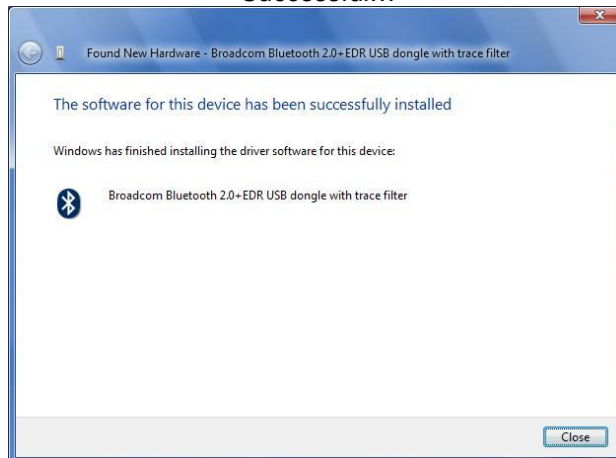 Found New Hardware - Broadcom Bluetooth 2.0+EDR USB dongle with trace filter
The software for this device has been successfully installed
Windows has finished installing the driver software for this device:
Broadcom Bluetooth 2.0+EDR USB dongle with trace filter
Close